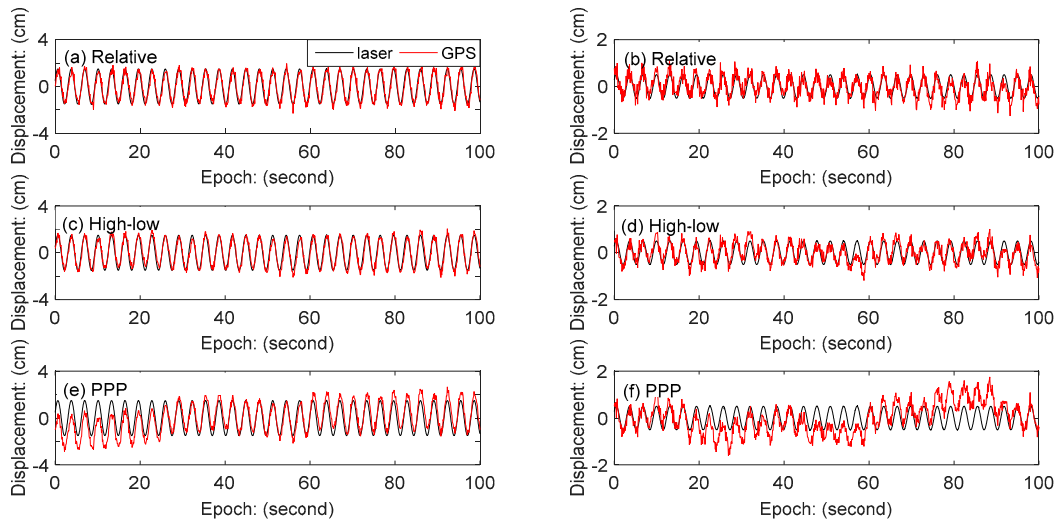 Displacement: (cm)
4
0
-4
(a) Relative
laser
GPS
0 20 40 60 80 100
Epoch: (second)
Displacement: (cm)
2
0
-2
(b) Relative
0 20 40 60 80 100
Epoch: (second)
Displacement: (cm)
4
0
-4
(c) High-low
0 20 40 60 80 100
Epoch: (second)
Displacement: (cm)
2
0
-2
(d) High-low
0 20 40 60 80 100
Epoch: (second)
Displacement: (cm)
4
0
-4
(e) PPP
0 20 40 60 80 100
Epoch: (second)
Displacement: (cm)
2
0
-2
(f) PPP
0 20 40 60 80 100
Epoch: (second)